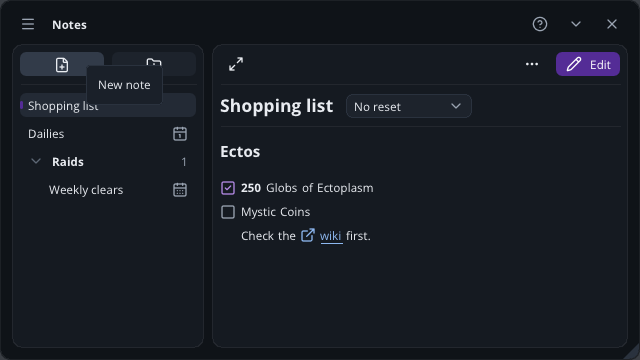 Notes
New note
Shopping list
Dailies
Raids 1
Weekly clears
Edit
Shopping list No reset
Ectos
250 Globs of Ectoplasm
Mystic Coins
Check the wiki first.